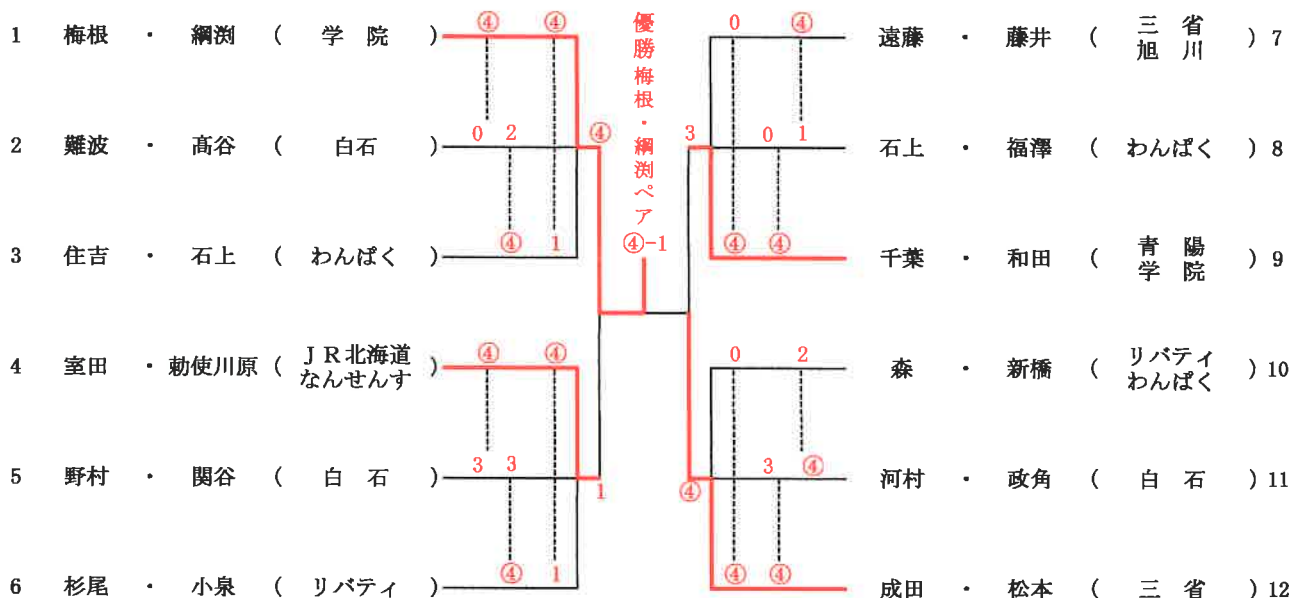 1 梅根 ・ 綱渕 ( 学 院 )
④ ④
0 2
2 難波 ・ 髙谷 ( 白石 )
④ 1
3 住吉 ・ 石上 ( わんぱく )
④ ④
4 室田 ・ 勅使川原 ( ＪＲ北海道 なんせんす )
3 3
5 野村 ・ 関谷 ( 白 石 )
④ 1
6 杉尾 ・ 小泉 ( リバティ )
④
1
優勝 梅根・綱渕ペア
④-1
3
④
0 ④
遠藤 ・ 藤井 ( 三 省 旭 川 ) 7
0 1
石上 ・ 福澤 ( わんぱく ) 8
④ ④
千葉 ・ 和田 ( 青 陽 学 院 ) 9
0 2
森 ・ 新橋 ( リバティ わんぱく ) 10
3 ④
河村 ・ 政角 ( 白 石 ) 11
④ ④
成田 ・ 松本 ( 三 省 ) 12